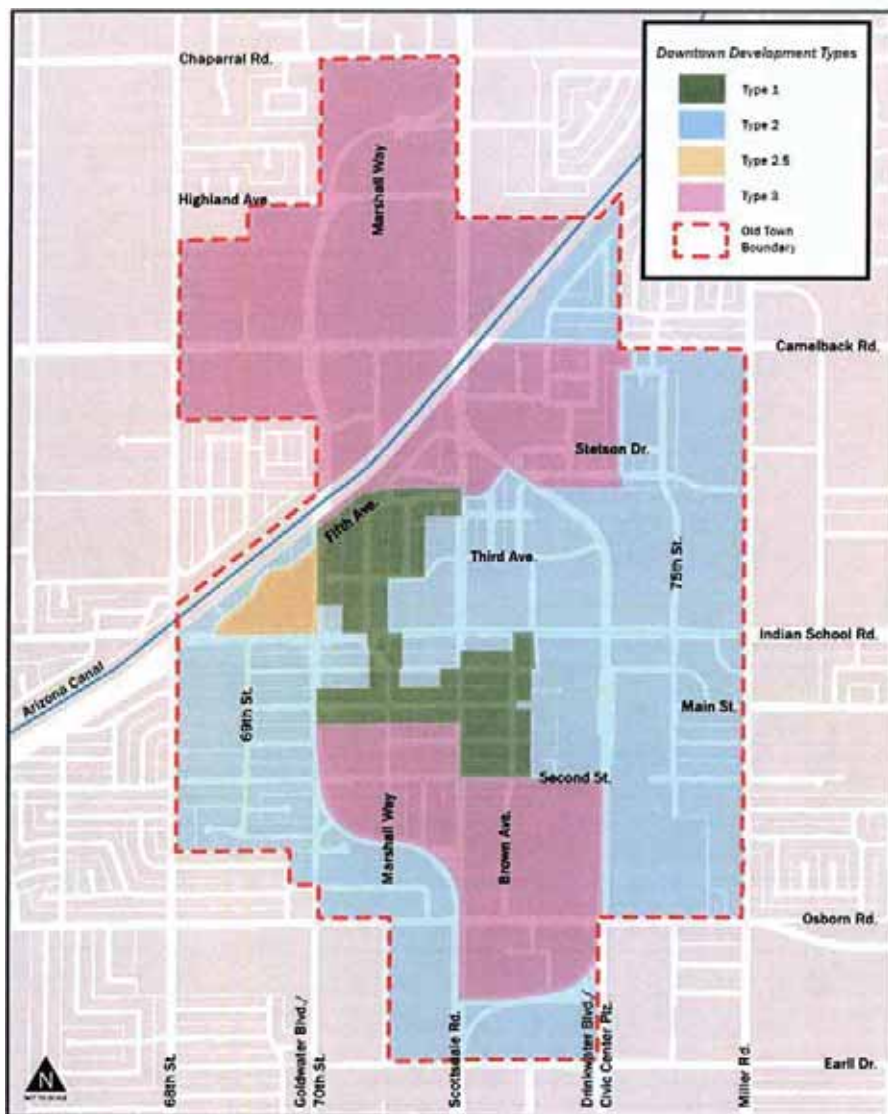 Downtown Development Types
Type 1
Type 2
Type 2.5
Type 3
Old Town
Boundary
Chaparral Rd.
Marshall Way
Highland Ave.
Camelback Rd.
Stetson Dr.
Fifth Ave.
Third Ave.
75th St.
Indian School Rd.
Arizona Canal
69th St.
Main St.
Second St.
Marshall Way
Brown Ave.
Osborn Rd.
68th St.
Goldwater Blvd./
70th St.
Scottsdale Rd.
Drinkwater Blvd./
Civic Center Plz.
Miller Rd.
Earll Dr.
N
NOT TO SCALE